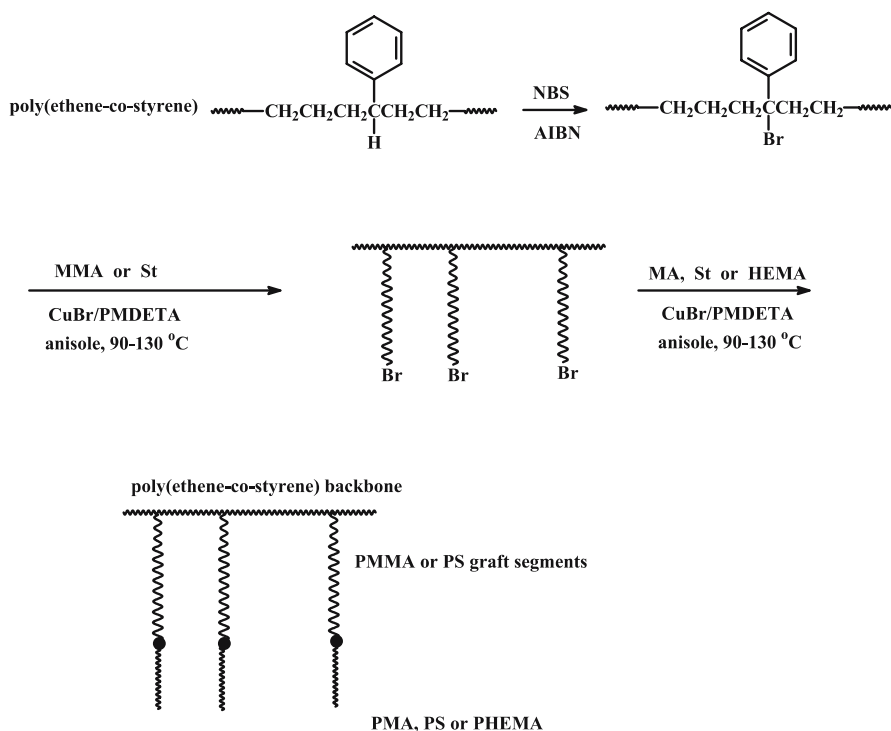 poly(ethene-co-styrene)
CH₂CH₂CH₂CCH₂CH₂
H
NBS
AIBN
CH₂CH₂CH₂CCH₂CH₂
Br
MMA or St
CuBr/PMDETA
anisole, 90-130 °C
Br Br Br
MA, St or HEMA
CuBr/PMDETA
anisole, 90-130 °C
poly(ethene-co-styrene) backbone
PMMA or PS graft segments
PMA, PS or PHEMA